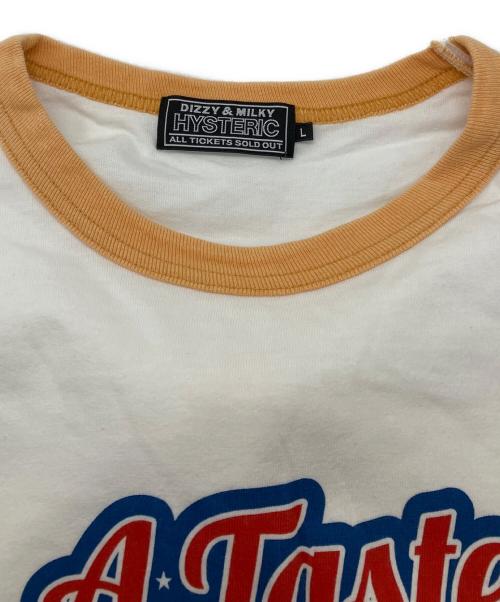 DIZZY & MILKY
HYSTERIC
ALL TICKETS SOLD OUT
L
A Taste